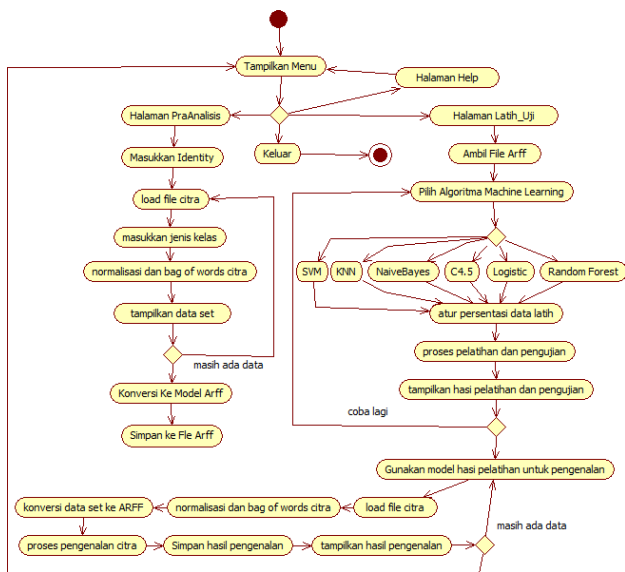 Tampilkan Menu
Halaman Help
Halaman PraAnalisis
Halaman Latih_Uji
Masukkan Identity
Keluar
Ambil File Arff
load file citra
Pilih Algoritma Machine Learning
masukkan jenis kelas
normalisasi dan bag of words citra
SVM
KNN
NaiveBayes
C4.5
Logistic
Random Forest
tampilkan data set
atur persentasi data latih
masih ada data
proses pelatihan dan pengujian
Konversi Ke Model Arff
tampilkan hasi pelatihan dan pengujian
coba lagi
Simpan ke Fle Arff
Gunakan model hasi pelatihan untuk pengenalan
konversi data set ke ARFF
normalisasi dan bag of words citra
load file citra
masih ada data
proses pengenalan citra
Simpan hasil pengenalan
tampilkan hasil pengenalan